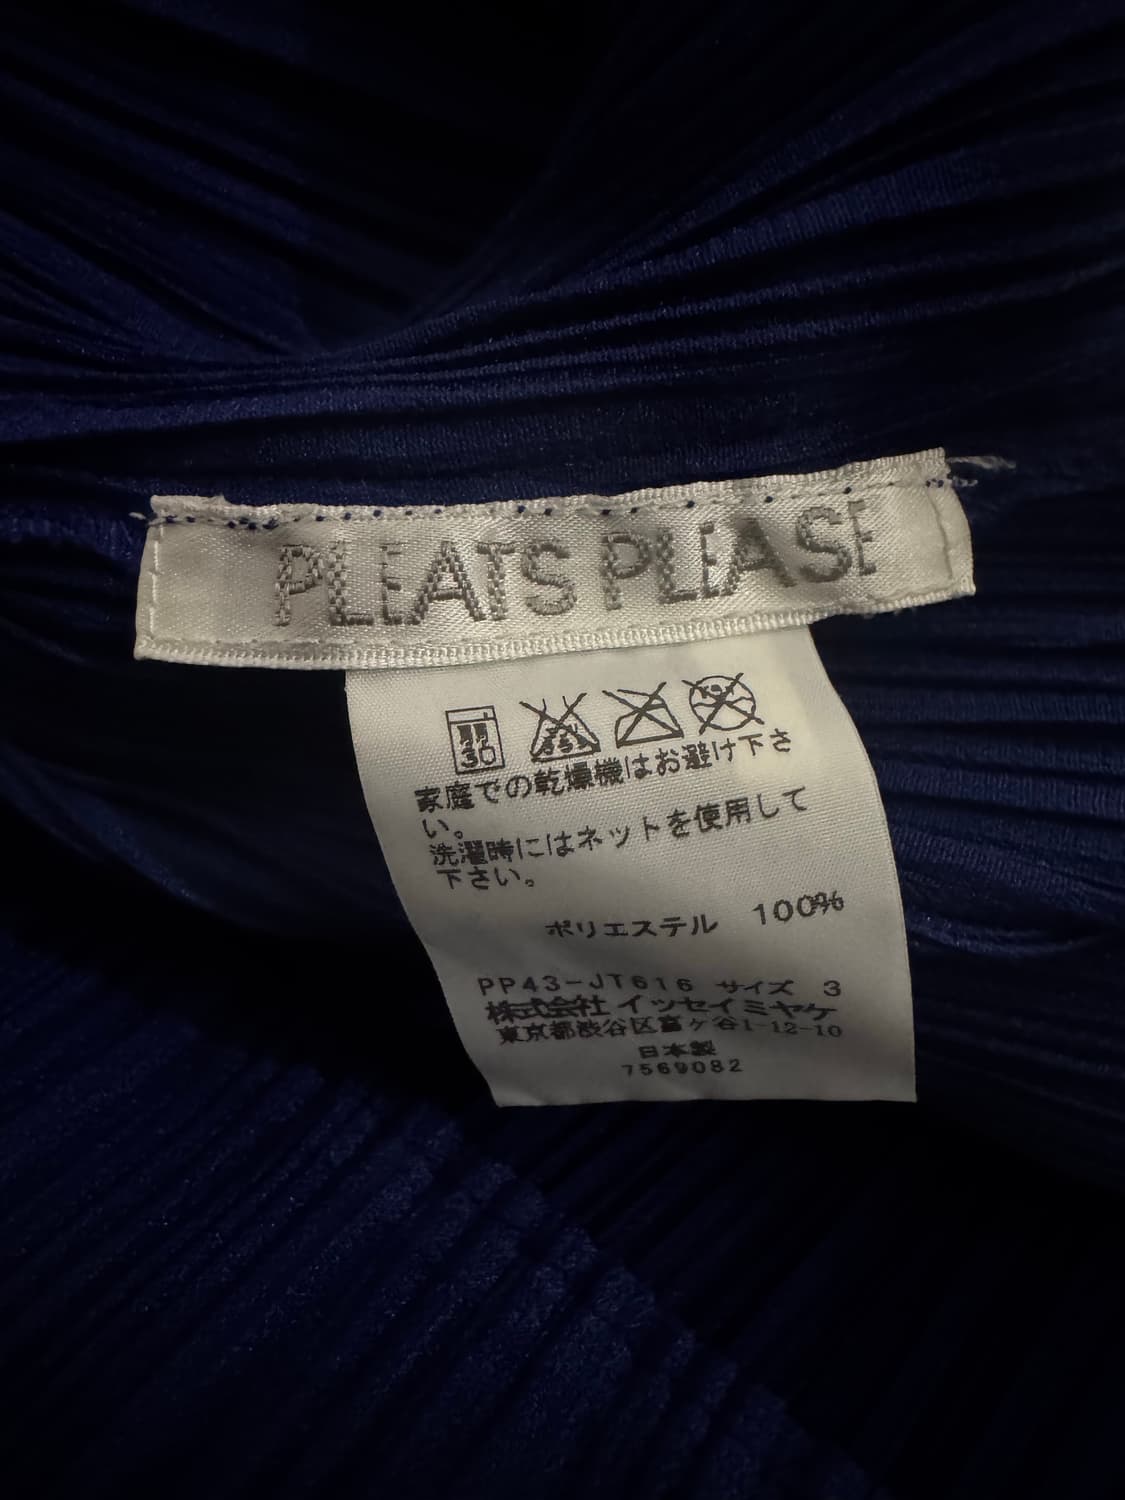 PLEATS PLEASE
弱
30
家庭での乾燥機はお避け下さ
い。
洗濯時にはネットを使用して
下さい。
ポリエステル 100%
PP43-JT616 サイズ 3
株式会社 イッセイミヤケ
東京都渋谷区富ヶ谷1-12-10
日本製
7569082